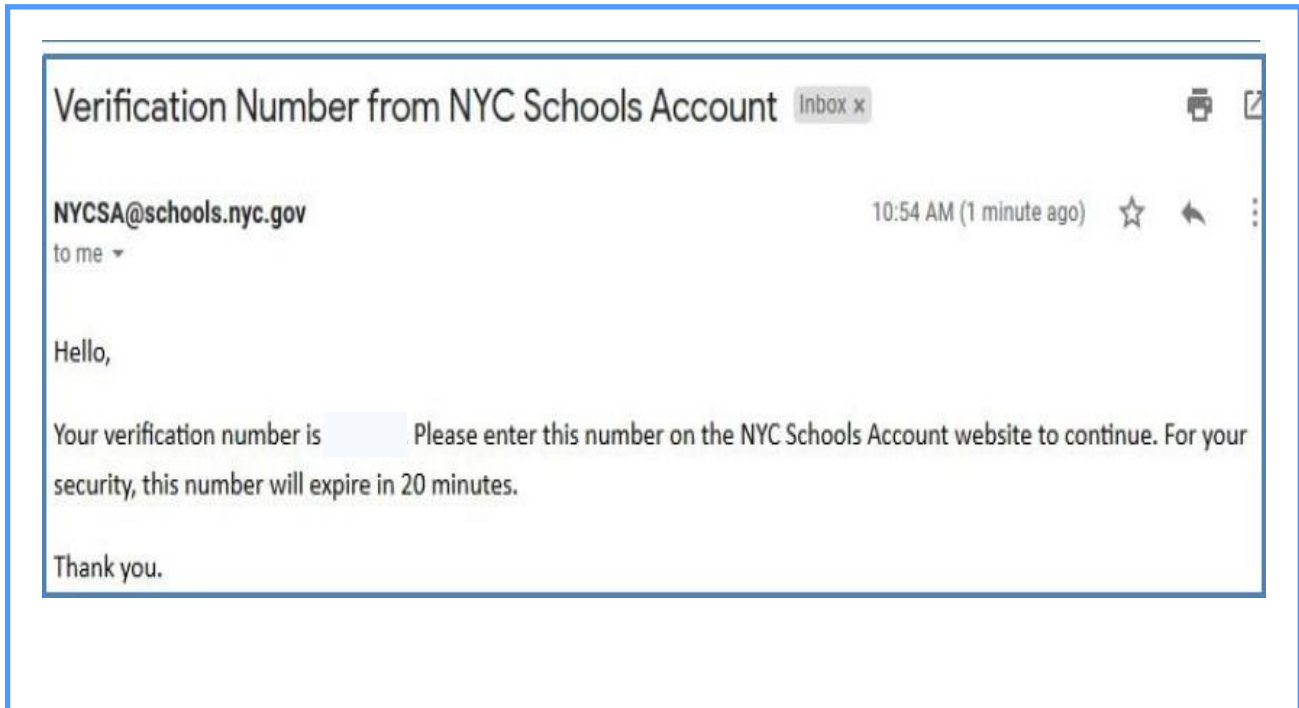 Verification Number from NYC Schools Account Inbox x
NYCSA@schools.nyc.gov 10:54 AM (1 minute ago)
to me
Hello,
Your verification number is . Please enter this number on the NYC Schools Account website to continue. For your
security, this number will expire in 20 minutes.
Thank you.